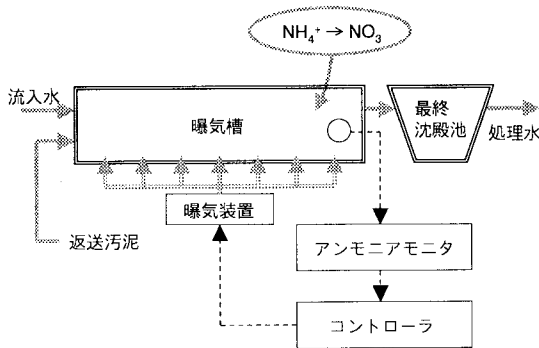 NH₄⁺ → NO₃
流入水
曝気槽
最終
沈殿池
処理水
曝気装置
返送汚泥
アンモニアモニタ
コントローラ